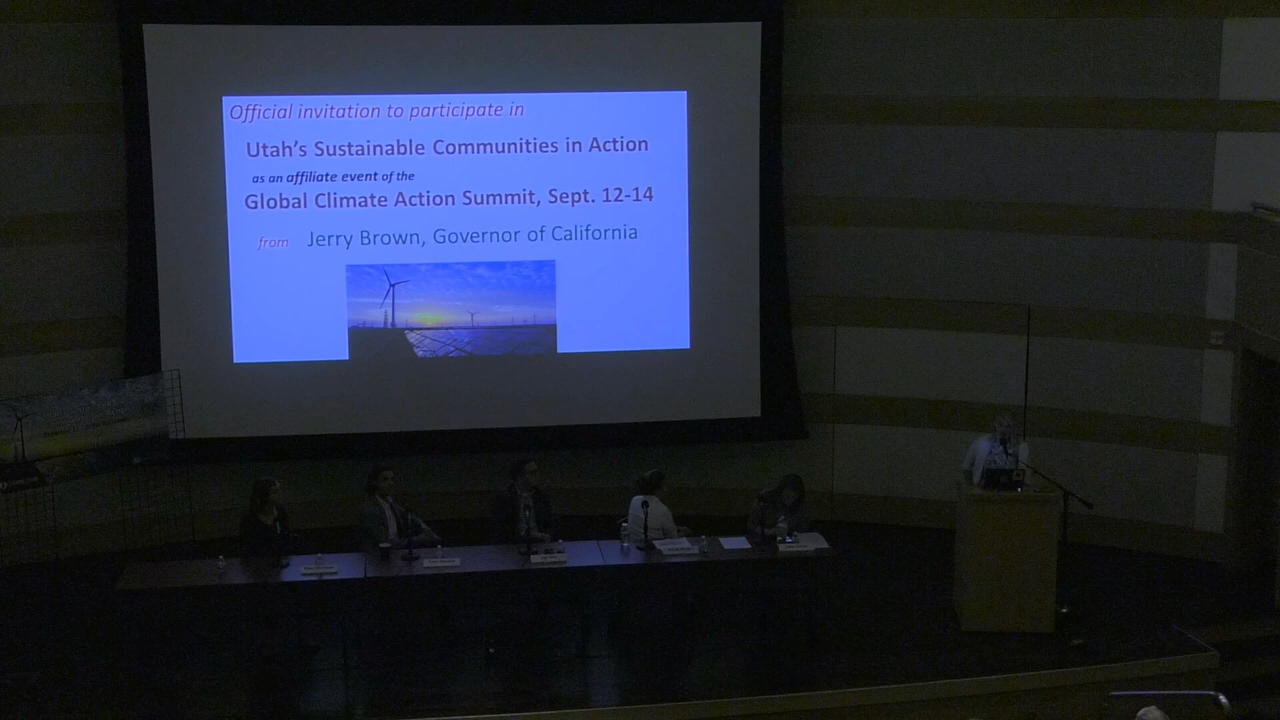 Official invitation to participate in
Utah's Sustainable Communities in Action
as an affiliate event of the
Global Climate Action Summit, Sept. 12-14
from Jerry Brown, Governor of California